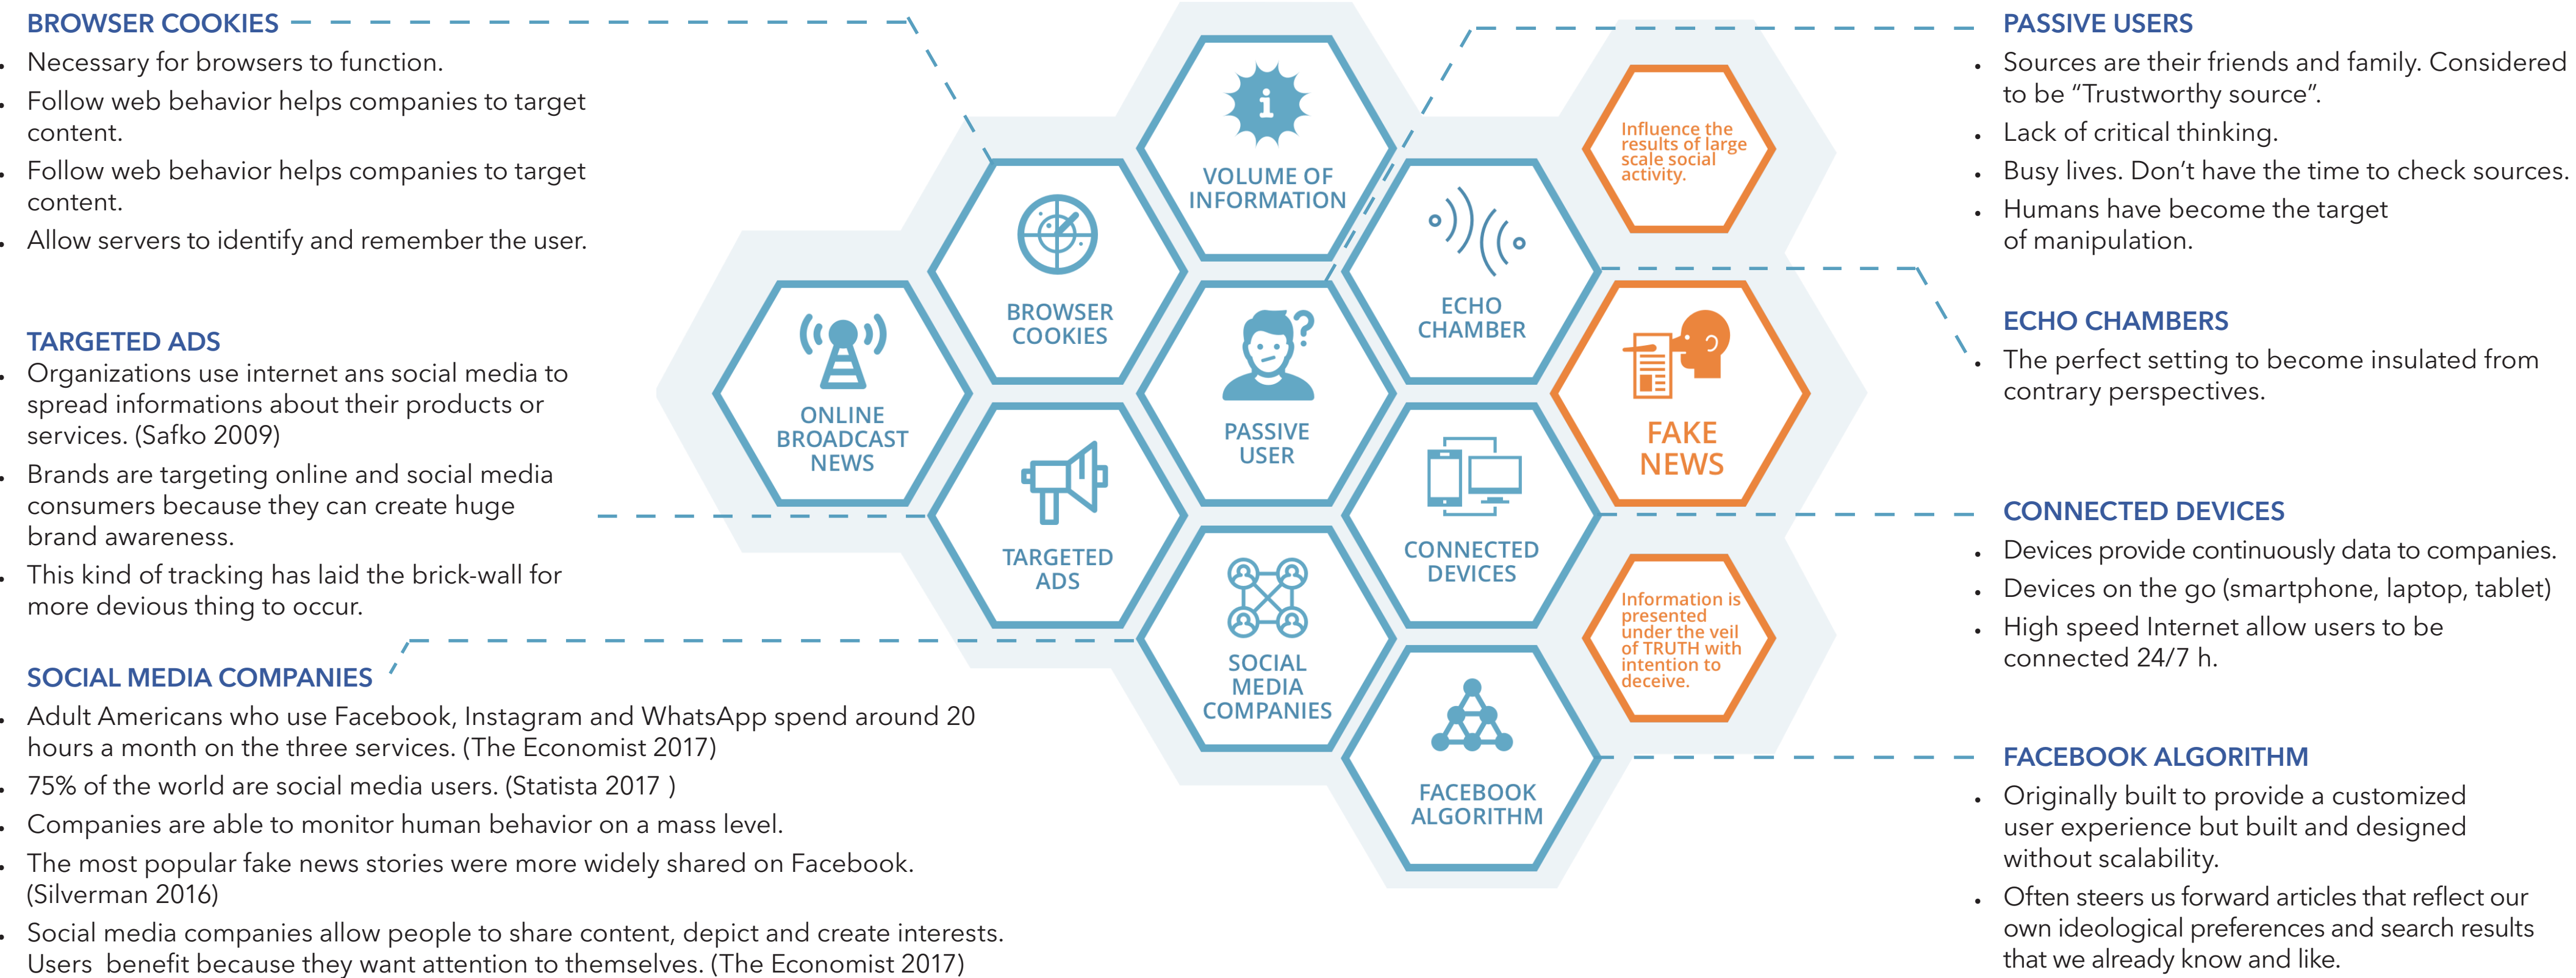 BROWSER COOKIES
Necessary for browsers to function.
Follow web behavior helps companies to target
content.
Follow web behavior helps companies to target
content.
Allow servers to identify and remember the user.
TARGETED ADS
Organizations use internet ans social media to
spread informations about their products or
services. (Safko 2009)
Brands are targeting online and social media
consumers because they can create huge
brand awareness.
This kind of tracking has laid the brick-wall for
more devious thing to occur.
SOCIAL MEDIA COMPANIES
Adult Americans who use Facebook, Instagram and WhatsApp spend around 20
hours a month on the three services. (The Economist 2017)
75% of the world are social media users. (Statista 2017 )
Companies are able to monitor human behavior on a mass level.
The most popular fake news stories were more widely shared on Facebook.
(Silverman 2016)
Social media companies allow people to share content, depict and create interests.
Users  benefit because they want attention to themselves. (The Economist 2017)
ONLINE
BROADCAST
NEWS
BROWSER
COOKIES
TARGETED
ADS
i
VOLUME OF
INFORMATION
?
PASSIVE
USER
SOCIAL
MEDIA
COMPANIES
ECHO
CHAMBER
CONNECTED
DEVICES
FACEBOOK
ALGORITHM
Influence the
results of large
scale social
activity.
FAKE
NEWS
Information is
presented
under the veil
of TRUTH with
intention to
deceive.
PASSIVE USERS
Sources are their friends and family. Considered
to be “Trustworthy source”.
Lack of critical thinking.
Busy lives. Don’t have the time to check sources.
Humans have become the target
of manipulation.
ECHO CHAMBERS
The perfect setting to become insulated from
contrary perspectives.
CONNECTED DEVICES
Devices provide continuously data to companies.
Devices on the go (smartphone, laptop, tablet)
High speed Internet allow users to be
connected 24/7 h.
FACEBOOK ALGORITHM
Originally built to provide a customized
user experience but built and designed
without scalability.
Often steers us forward articles that reflect our
own ideological preferences and search results
that we already know and like.